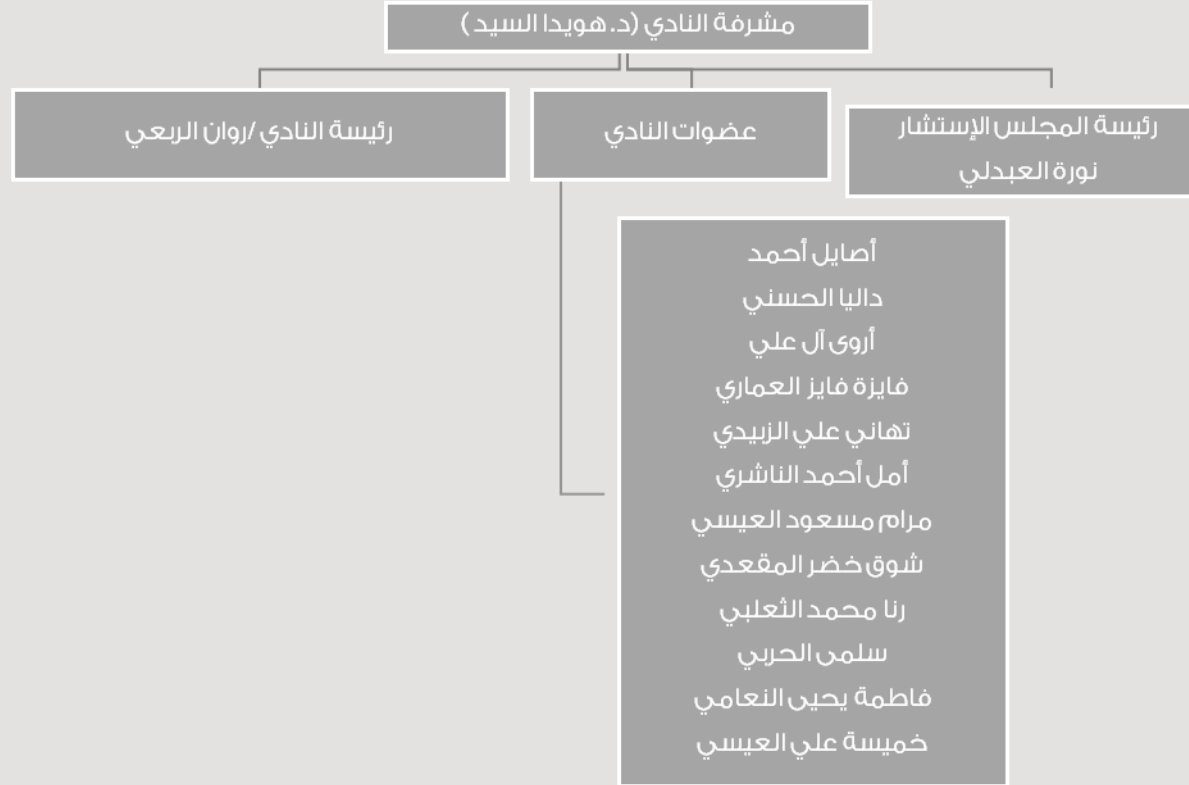 مشرفة النادي (د. هويدا السيد )
رئيسة المجلس الإستشار
نورة العبدلي
عضوات النادي
رئيسة النادي /روان الربعي
أصايل أحمد
داليا الحسني
أروى آل علي
فايزة فايز العماري
تهاني علي الزبيدي
أمل أحمد الناشري
مرام مسعود العيسي
شوق خضر المقعدي
رنا محمد الثعلبي
سلمى الحربي
فاطمة يحيى النعامي
خميسة علي العيسي